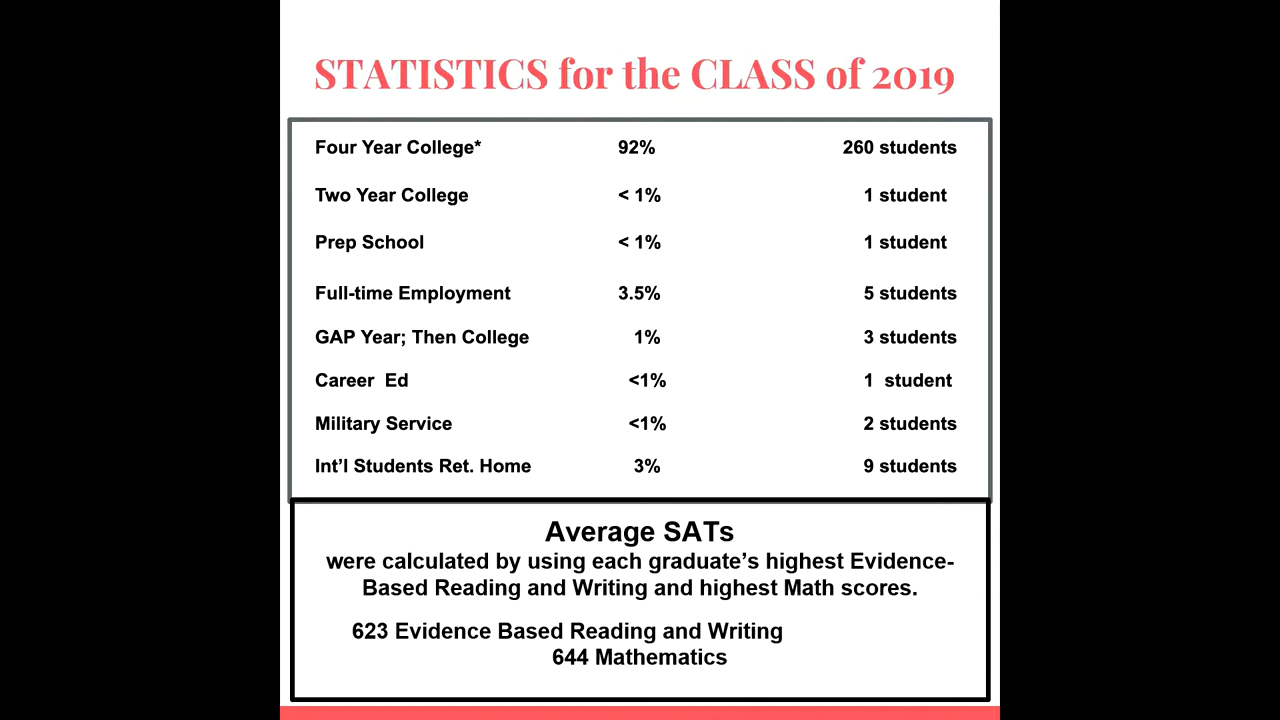 STATISTICS for the CLASS of 2019
Four Year College* 92% 260 students
Two Year College < 1% 1 student
Prep School < 1% 1 student
Full-time Employment 3.5% 5 students
GAP Year; Then College 1% 3 students
Career Ed <1% 1 student
Military Service <1% 2 students
Int’l Students Ret. Home 3% 9 students
Average SATs
were calculated by using each graduate’s highest Evidence-
Based Reading and Writing and highest Math scores.
623 Evidence Based Reading and Writing
644 Mathematics